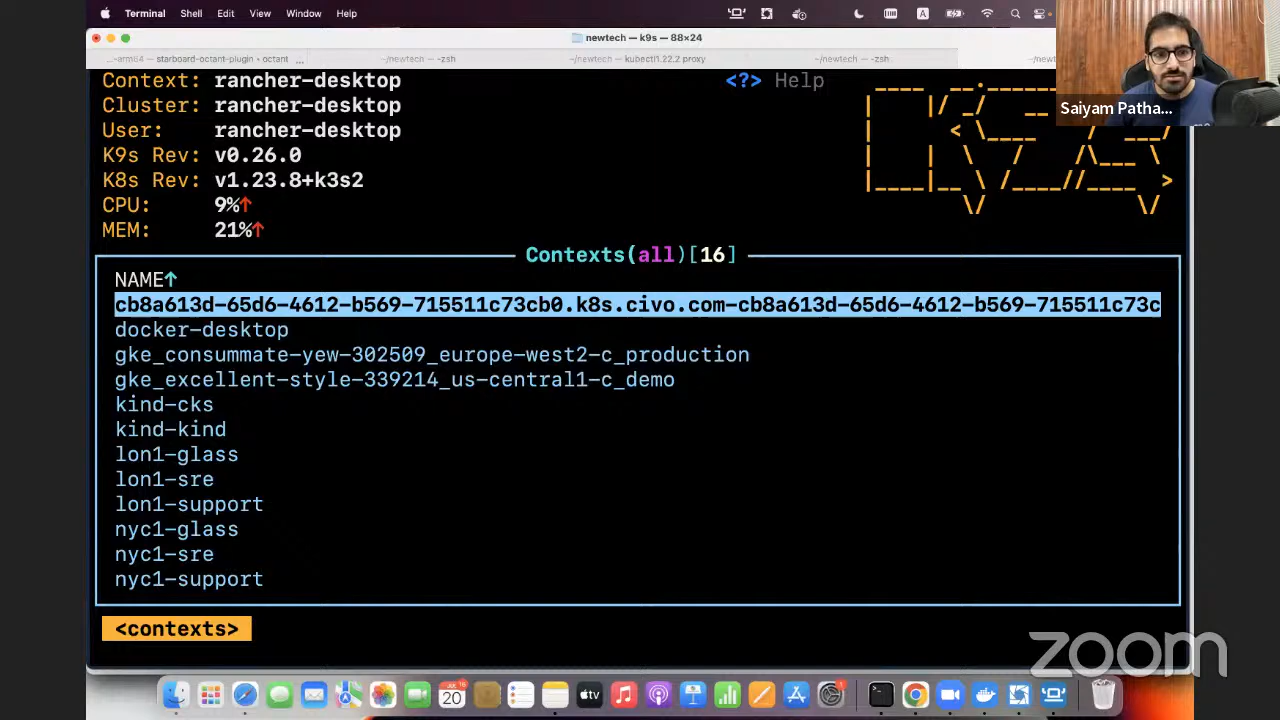 Terminal Shell Edit View Window Help
newtech — k9s — 88×24
...-arm64 • starboard-octant-plugin • octant ...
~/newtech — -zsh
~/newtech — kubectl1.22.2 proxy
~/newtech — -zsh
Saiyam Patha...
Context: rancher-desktop
<?> Help
Cluster: rancher-desktop
User: rancher-desktop
K9s Rev: v0.26.0
K8s Rev: v1.23.8+k3s2
CPU: 9%↑
MEM: 21%↑
Contexts(all)[16]
NAME↑
cb8a613d-65d6-4612-b569-715511c73cb0.k8s.civo.com-cb8a613d-65d6-4612-b569-715511c73c
docker-desktop
gke_consummate-yew-302509_europe-west2-c_production
gke_excellent-style-339214_us-central1-c_demo
kind-cks
kind-kind
lon1-glass
lon1-sre
lon1-support
nyc1-glass
nyc1-sre
nyc1-support
<contexts>
zoom
20
tv